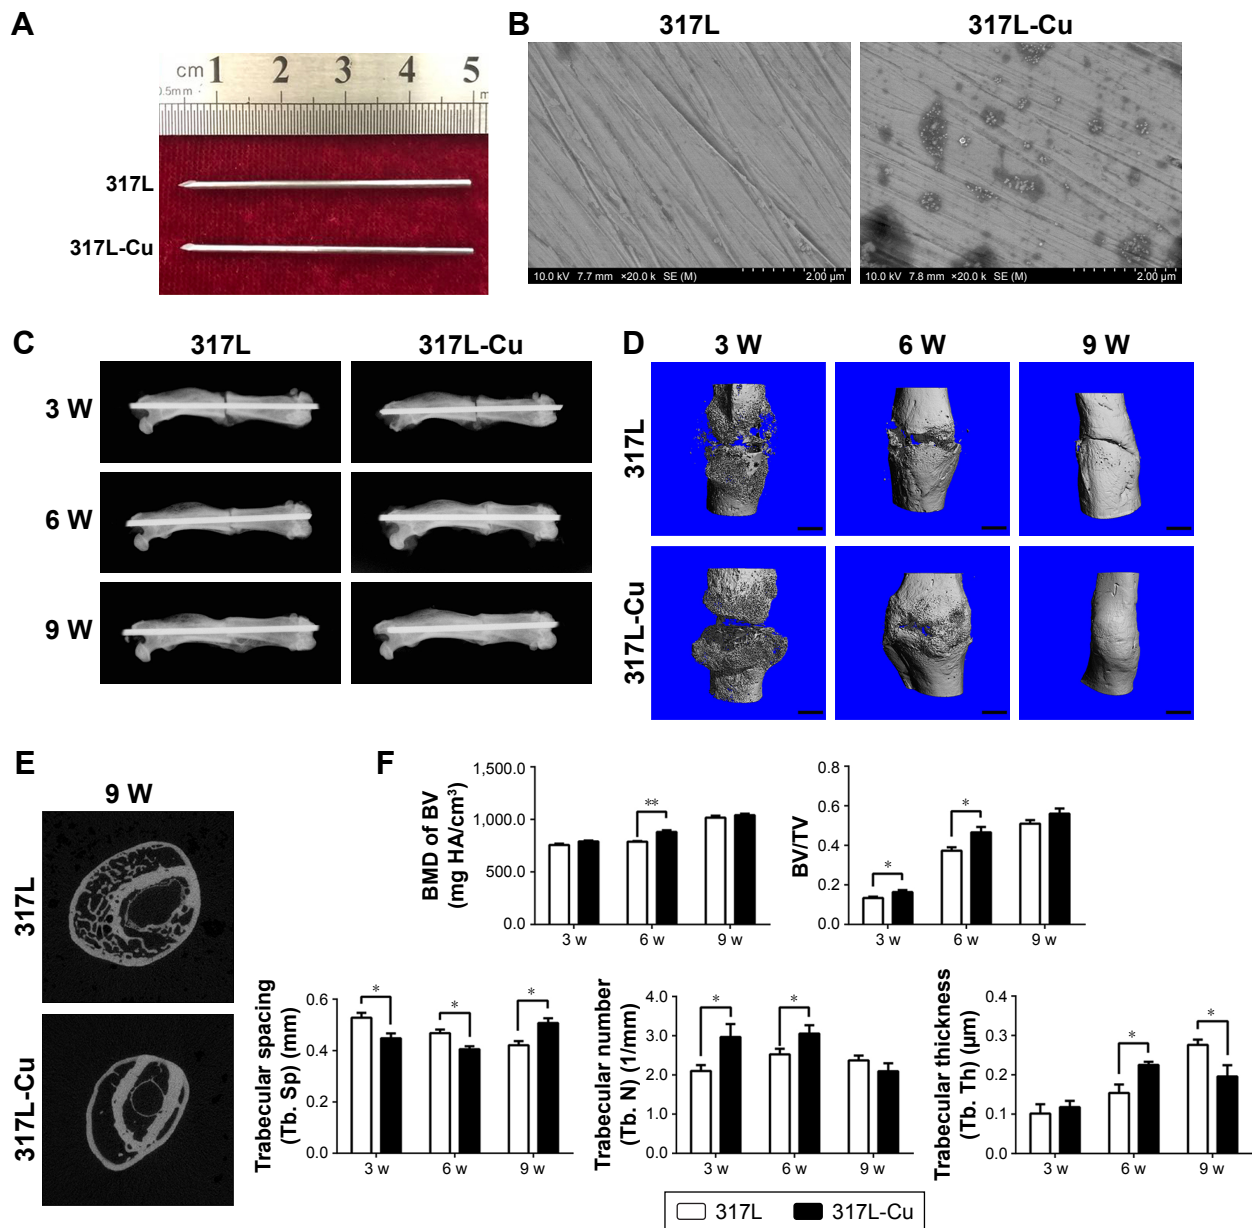 A
cm 1 2 3 4 5
0.5mm
317L
317L-Cu
B
317L
317L-Cu
10.0 kV 7.7 mm ×20.0 k SE (M) 2.00 µm
10.0 kV 7.8 mm ×20.0 k SE (M) 2.00 µm
C
317L
317L-Cu
3 W
6 W
9 W
D
3 W
6 W
9 W
317L
317L-Cu
E
9 W
317L
317L-Cu
F
BMD of BV
(mg HA/cm³)
1,500.0
1,000.0
500.0
0.0
**
3 w
6 w
9 w
BV/TV
0.8
0.6
0.4
0.2
0.0
*
*
3 w
6 w
9 w
Trabecular spacing
(Tb. Sp) (mm)
0.6
0.4
0.2
0.0
*
*
*
3 w
6 w
9 w
Trabecular number
(Tb. N) (1/mm)
4.0
3.0
2.0
1.0
0.0
*
*
3 w
6 w
9 w
Trabecular thickness
(Tb. Th) (µm)
0.4
0.3
0.2
0.1
0.0
*
*
3 w
6 w
9 w
317L
317L-Cu